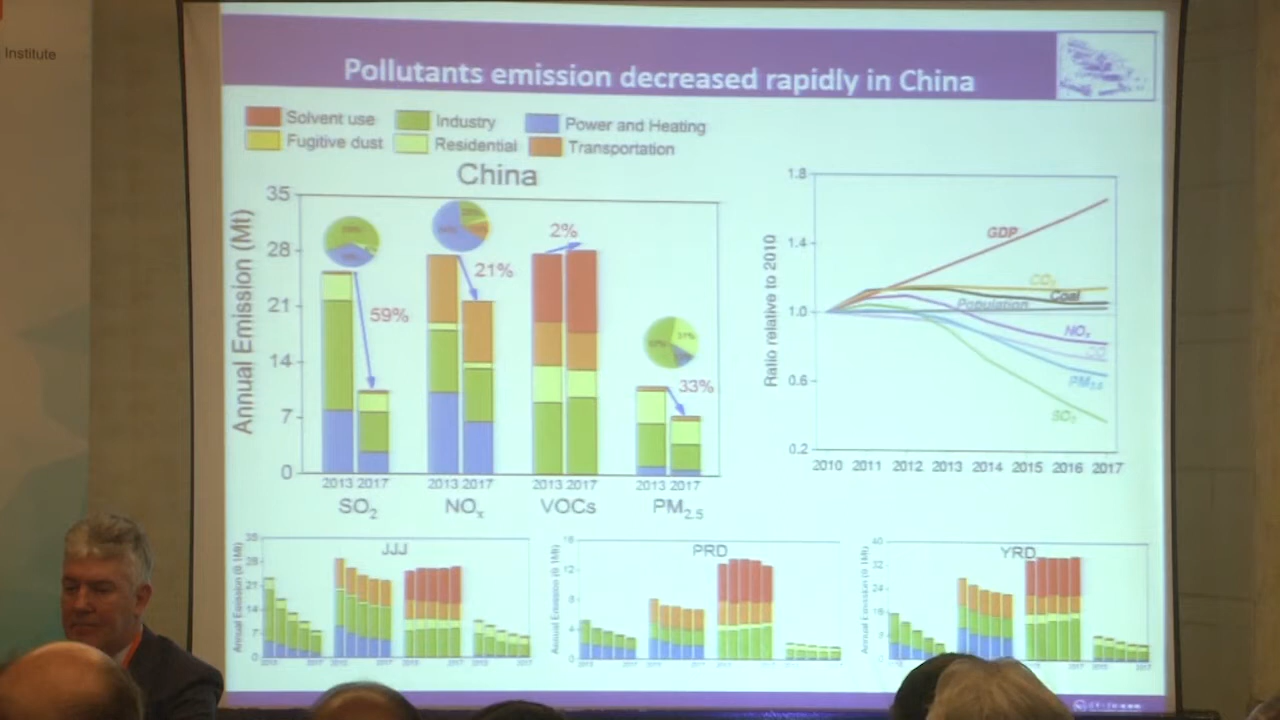 Institute
Pollutants emission decreased rapidly in China
Solvent use
Industry
Power and Heating
Fugitive dust
Residential
Transportation
China
Annual Emission (Mt)
35
28
21
14
7
0
59%
21%
2%
33%
2013 2017
2013 2017
2013 2017
2013 2017
SO2
NOx
VOCs
PM2.5
Ratio relative to 2010
1.8
1.4
1.0
0.6
0.2
GDP
CO2
Coal
Population
NOx
PM2.5
SO2
2010 2011 2012 2013 2014 2015 2016 2017
JJJ
PRD
YRD